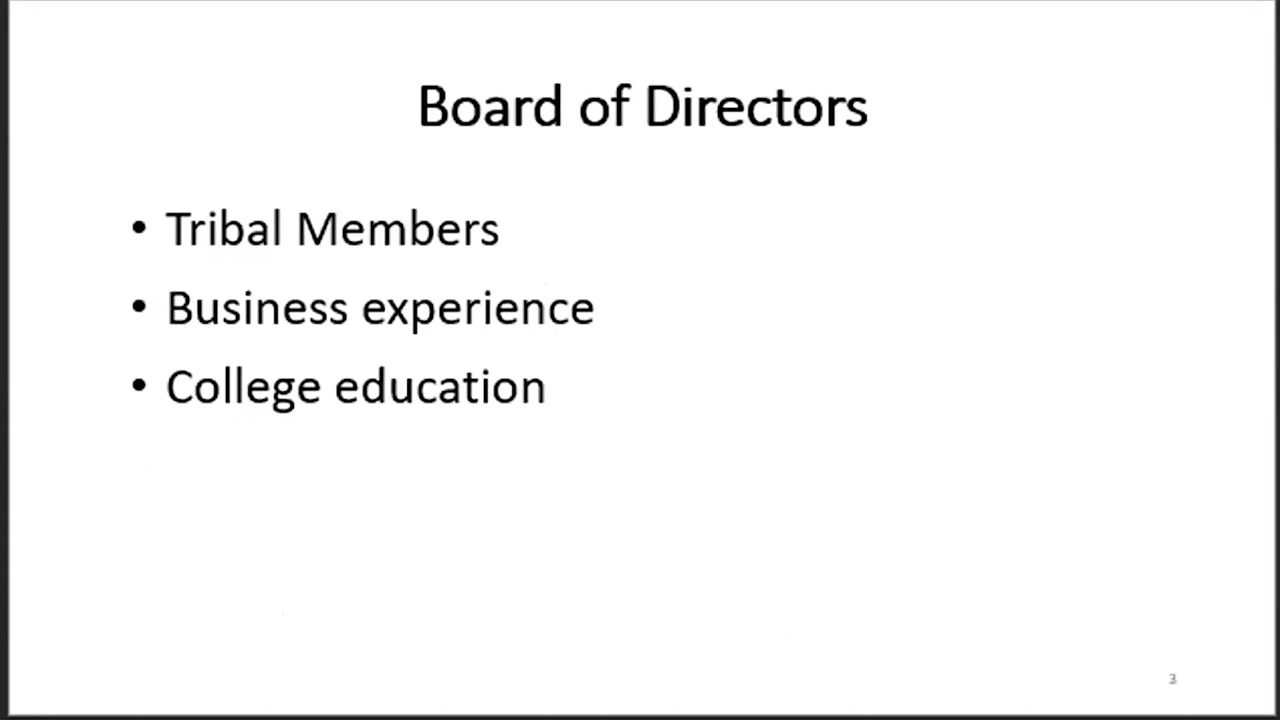 Board of Directors
• Tribal Members
• Business experience
• College education
3